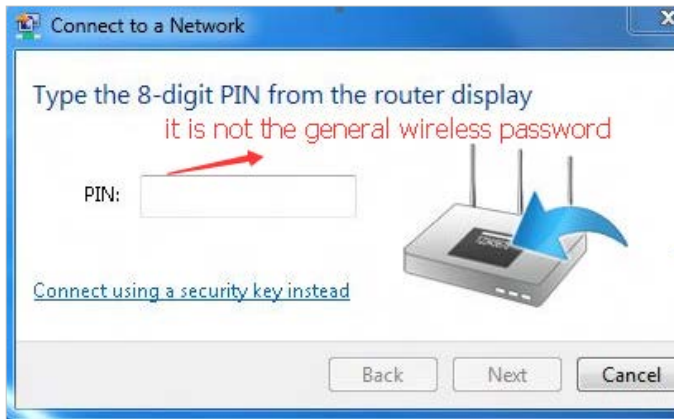 Connect to a Network
Type the 8-digit PIN from the router display
it is not the general wireless password
PIN:
Connect using a security key instead
Back Next Cancel